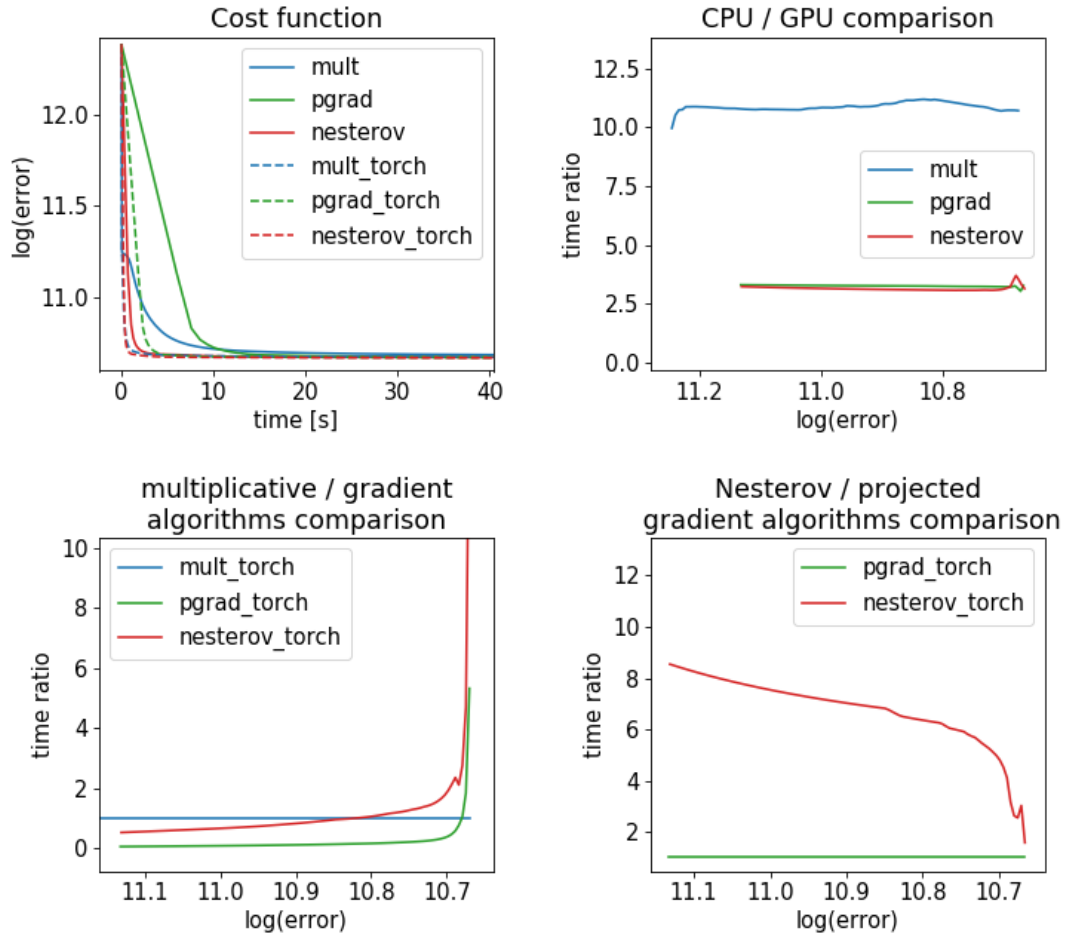 Cost function
log(error)
12.0
11.5
11.0
mult
pgrad
nesterov
mult_torch
pgrad_torch
nesterov_torch
0
10
20
30
40
time [s]
CPU / GPU comparison
time ratio
12.5
10.0
7.5
5.0
2.5
0.0
mult
pgrad
nesterov
11.2
11.0
10.8
log(error)
multiplicative / gradient
algorithms comparison
time ratio
10
8
6
4
2
0
mult_torch
pgrad_torch
nesterov_torch
11.1
11.0
10.9
10.8
10.7
log(error)
Nesterov / projected
gradient algorithms comparison
time ratio
12
10
8
6
4
2
pgrad_torch
nesterov_torch
11.1
11.0
10.9
10.8
10.7
log(error)